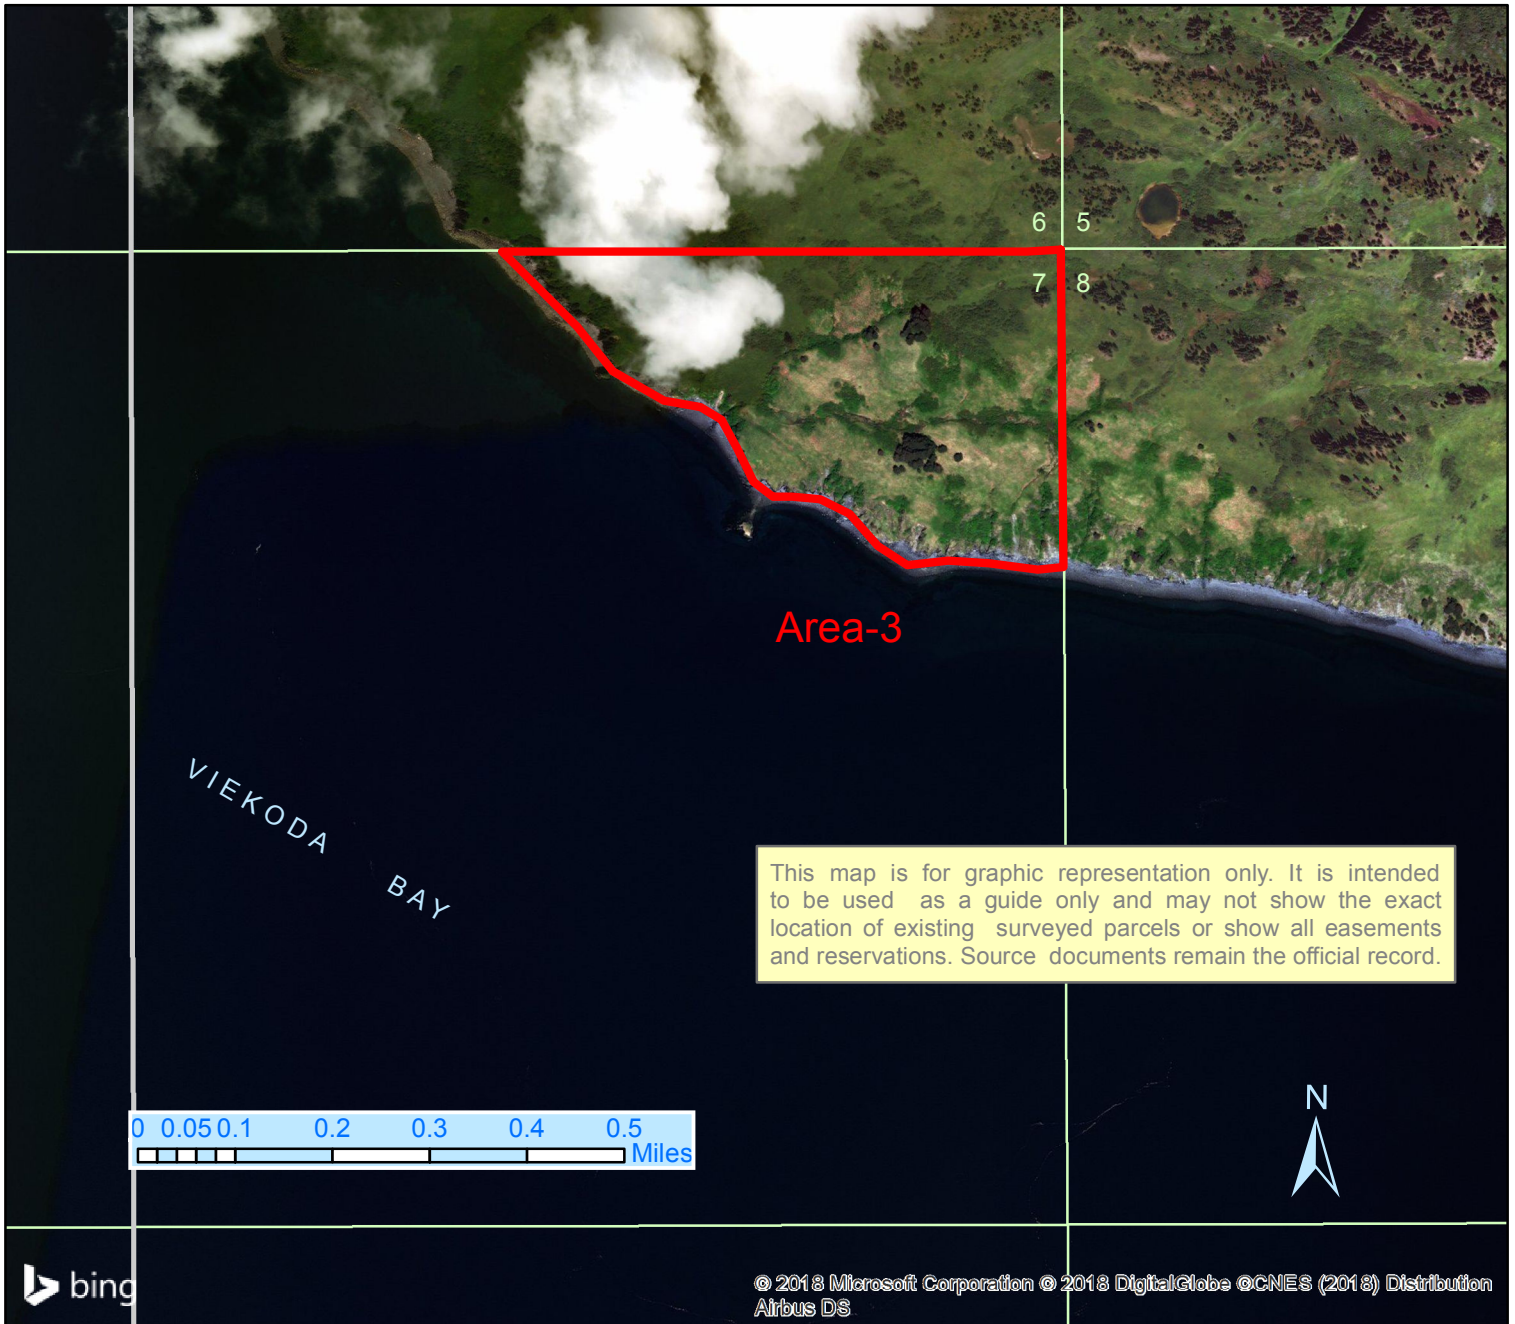 6 5
7 8
Area-3
VIEKODA
BAY
This map is for graphic representation only. It is intended
to be used as a guide only and may not show the exact
location of existing surveyed parcels or show all easements
and reservations. Source documents remain the official record.
N
0 0.05 0.1 0.2 0.3 0.4 0.5
Miles
bing
© 2018 Microsoft Corporation © 2018 DigitalGlobe ©CNES (2018) Distribution
Airbus DS